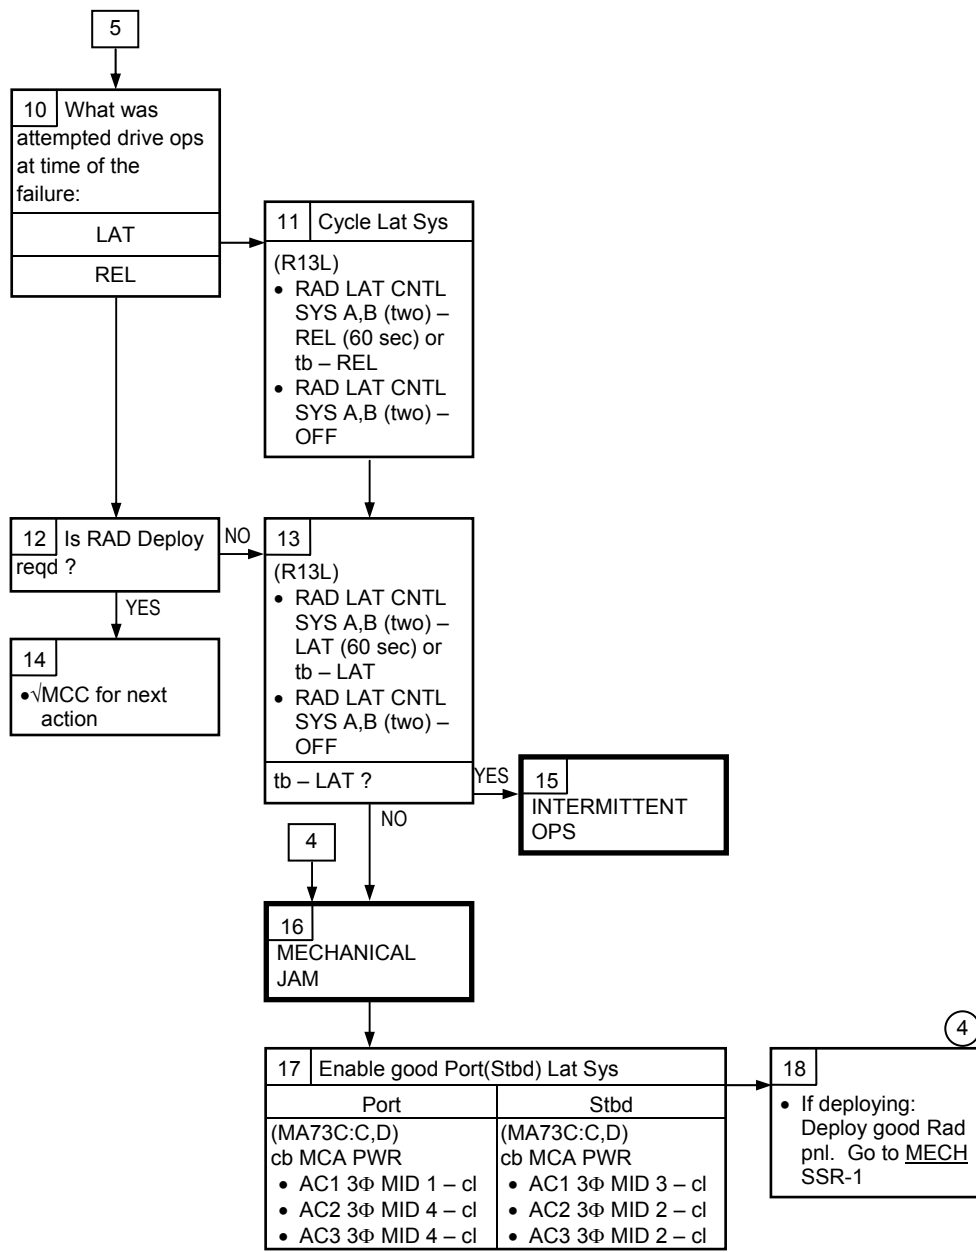 5
10 What was
attempted drive ops
at time of the
failure:
LAT
REL
11 Cycle Lat Sys
(R13L)
• RAD LAT CNTL
SYS A,B (two) –
REL (60 sec) or
tb – REL
• RAD LAT CNTL
SYS A,B (two) –
OFF
12 Is RAD Deploy
reqd ?
NO
YES
13
(R13L)
• RAD LAT CNTL
SYS A,B (two) –
LAT (60 sec) or
tb – LAT
• RAD LAT CNTL
SYS A,B (two) –
OFF
tb – LAT ?
YES
NO
14
•√MCC for next
action
15
INTERMITTENT
OPS
4
16
MECHANICAL
JAM
17 Enable good Port(Stbd) Lat Sys
Port
(MA73C:C,D)
cb MCA PWR
• AC1 3Φ MID 1 – cl
• AC2 3Φ MID 4 – cl
• AC3 3Φ MID 4 – cl
Stbd
(MA73C:C,D)
cb MCA PWR
• AC1 3Φ MID 3 – cl
• AC2 3Φ MID 2 – cl
• AC3 3Φ MID 2 – cl
4
18
• If deploying:
Deploy good Rad
pnl. Go to MECH
SSR-1